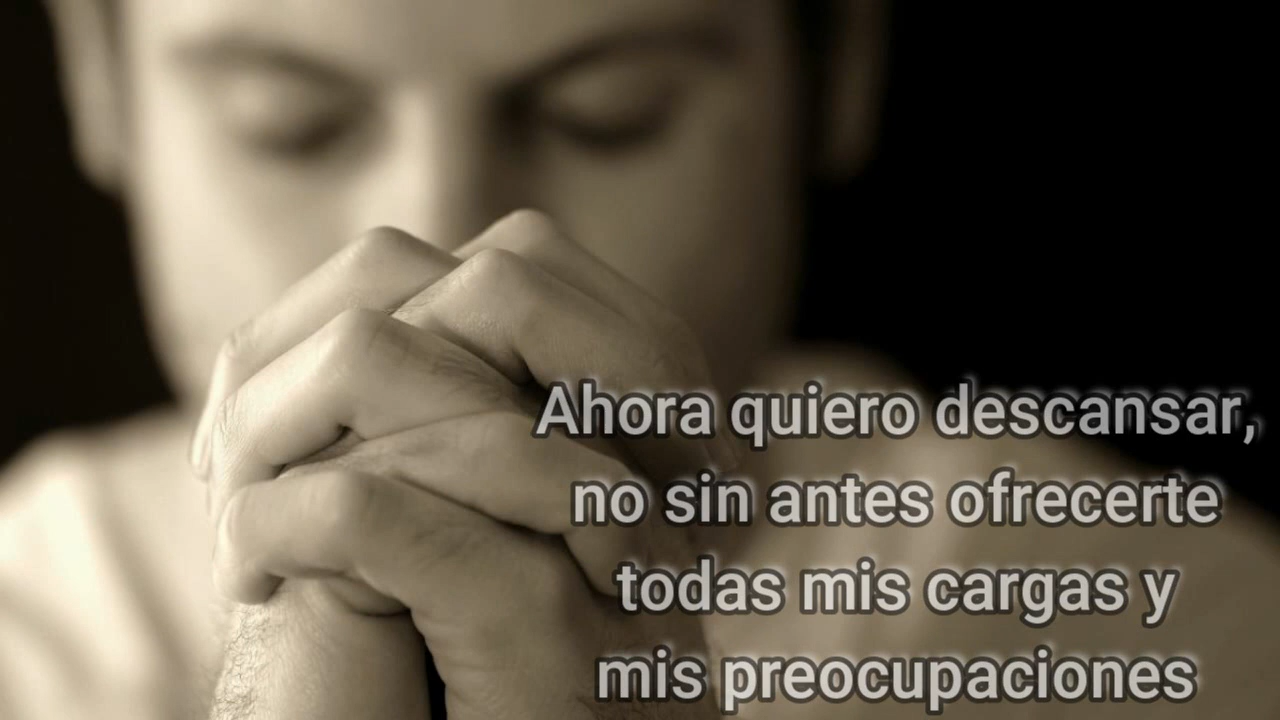 Ahora quiero descansar,
no sin antes ofrecerte
todas mis cargas y
mis preocupaciones